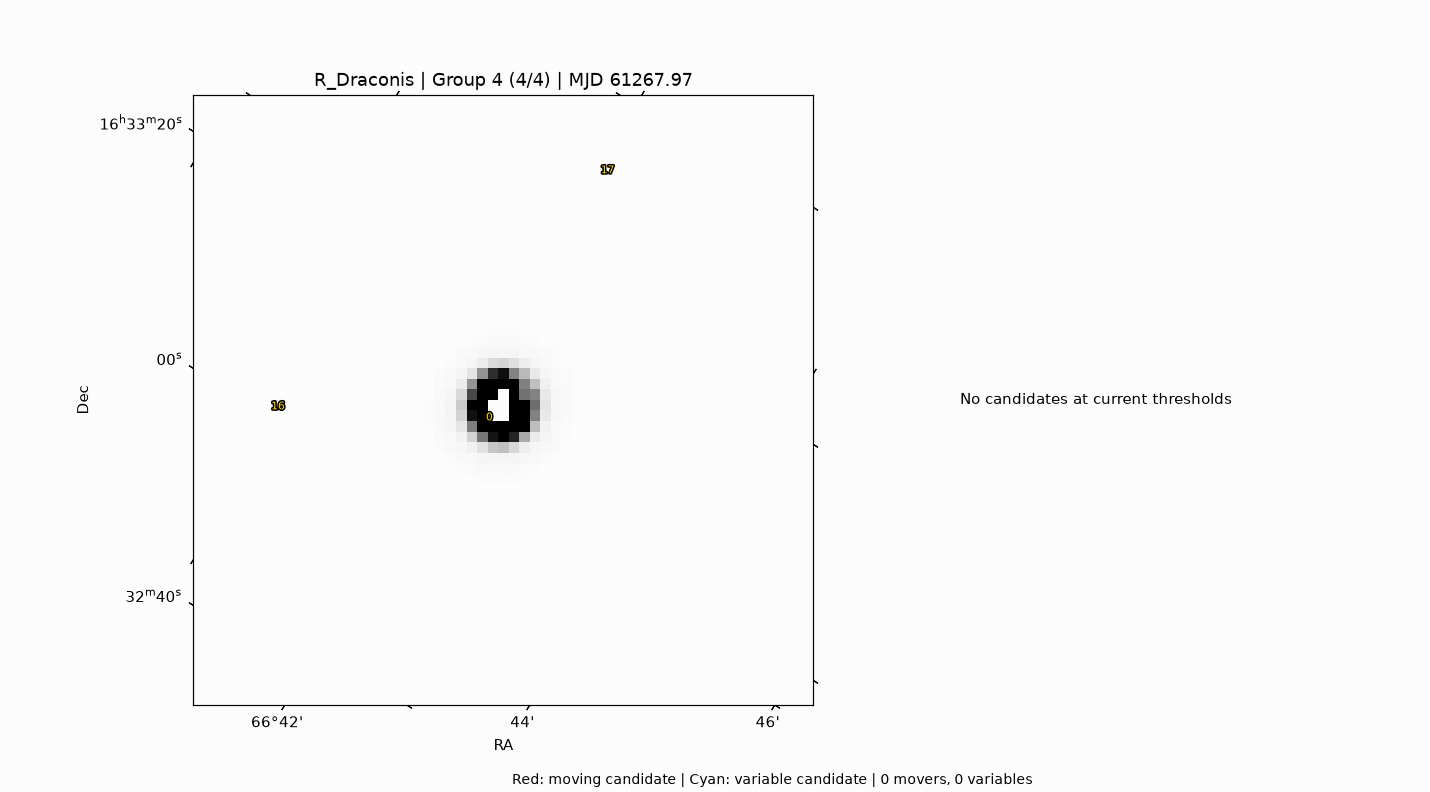 R_Draconis | Group 4 (4/4) | MJD 61267.97
16ʰ33ᵐ20ˢ
17
00ˢ
Dec
16
0
No candidates at current thresholds
32ᵐ40ˢ
66°42' 44' 46'
RA
Red: moving candidate | Cyan: variable candidate | 0 movers, 0 variables